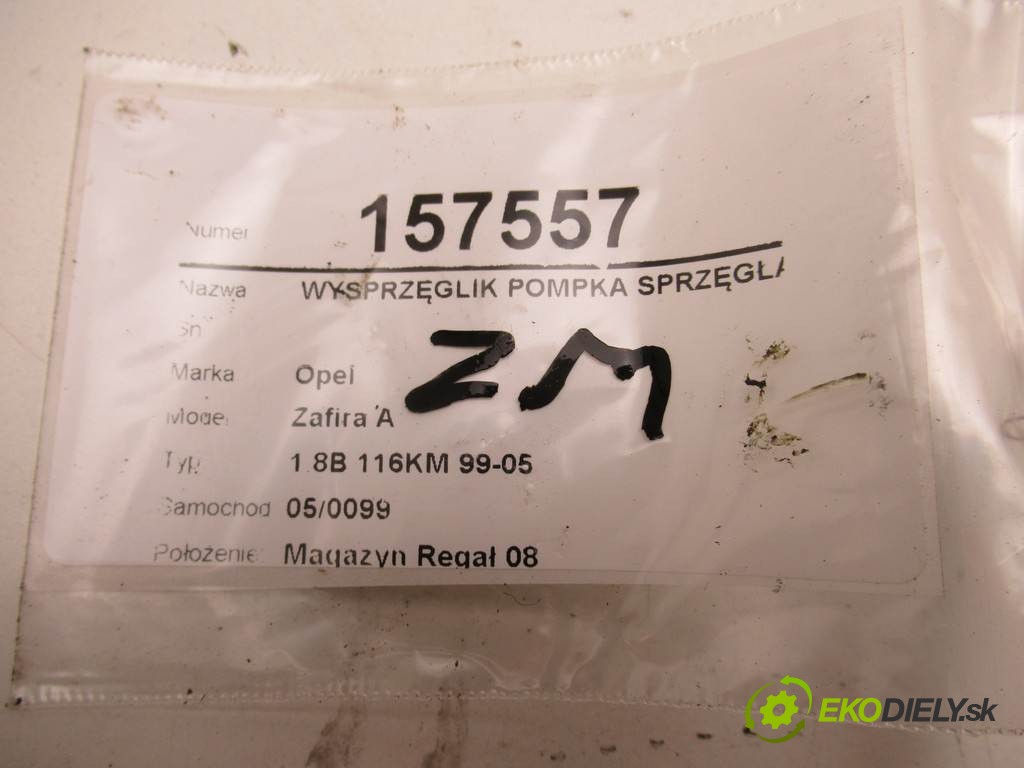 Numer 157557
Nazwa WYSPRZĘGLIK POMPKA SPRZĘGŁA
Sn
ZM
Marka Opel
Model Zafira A
Typ 1.8B 116KM 99-05
Samochod 05/0099
Położenie: Magazyn Regał 08
EKODIELY.sk